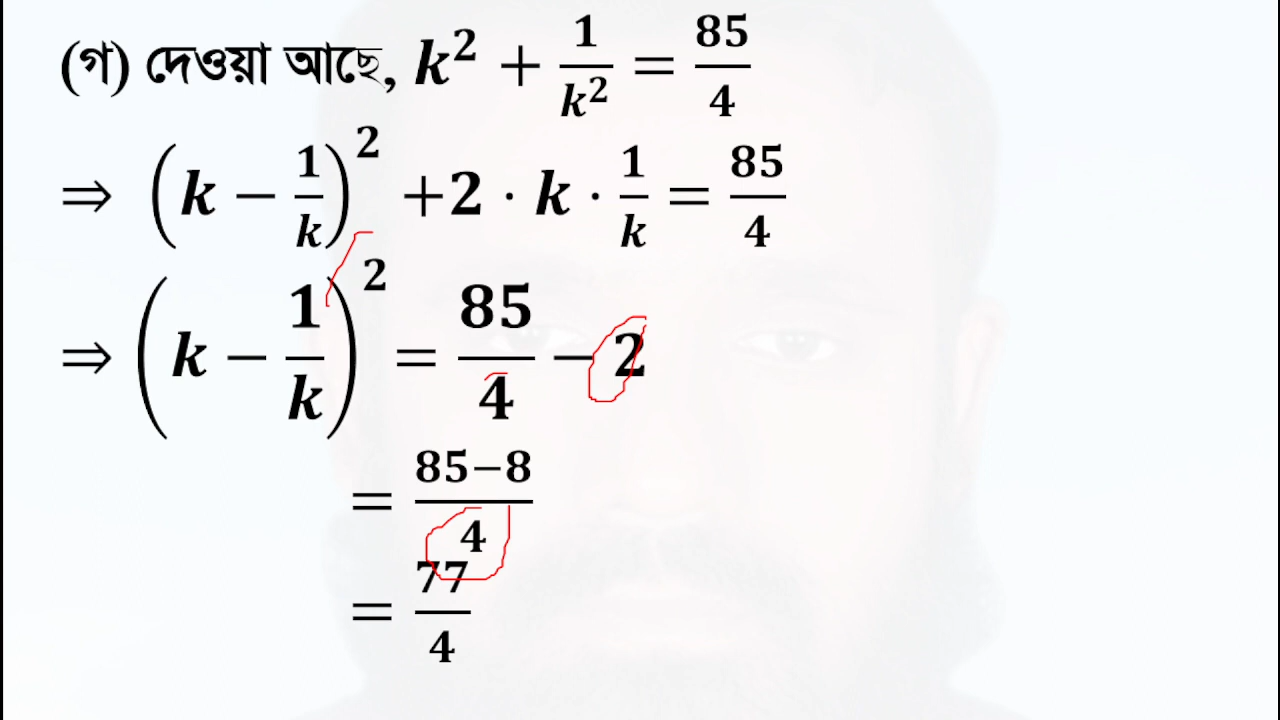 (গ) দেওয়া আছে, k² + 1/k² = 85/4
⇒ (k − 1/k)² +2 · k · 1/k = 85/4
⇒ (k − 1/k)² = 85/4 − 2
= 85−8/4
= 77/4